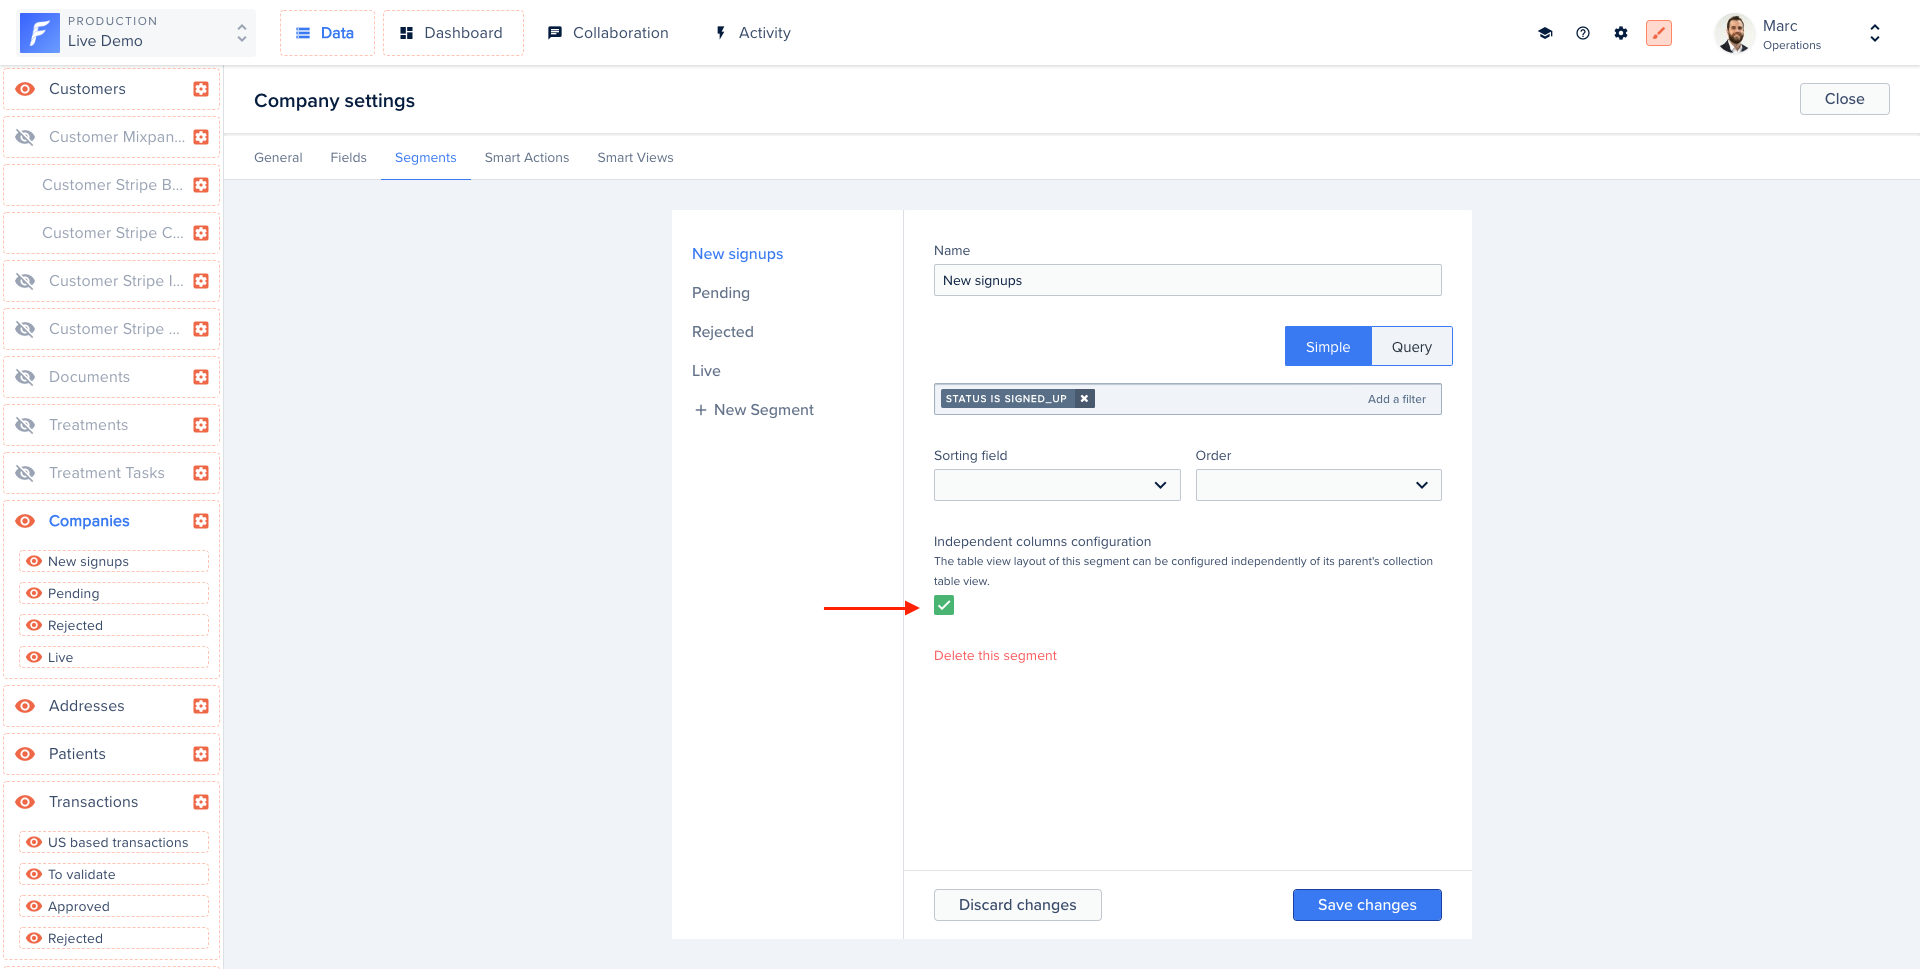 PRODUCTION
Live Demo
Data
Dashboard
Collaboration
Activity
Marc
Operations
Customers
Customer Mixpan...
Customer Stripe B...
Customer Stripe C...
Customer Stripe I...
Customer Stripe ...
Documents
Treatments
Treatment Tasks
Companies
New signups
Pending
Rejected
Live
Addresses
Patients
Transactions
US based transactions
To validate
Approved
Rejected
Company settings
Close
General
Fields
Segments
Smart Actions
Smart Views
New signups
Pending
Rejected
Live
+ New Segment
Name
New signups
Simple
Query
STATUS IS SIGNED_UP
Add a filter
Sorting field
Order
Independent columns configuration
The table view layout of this segment can be configured independently of its parent's collection
table view.
Delete this segment
Discard changes
Save changes